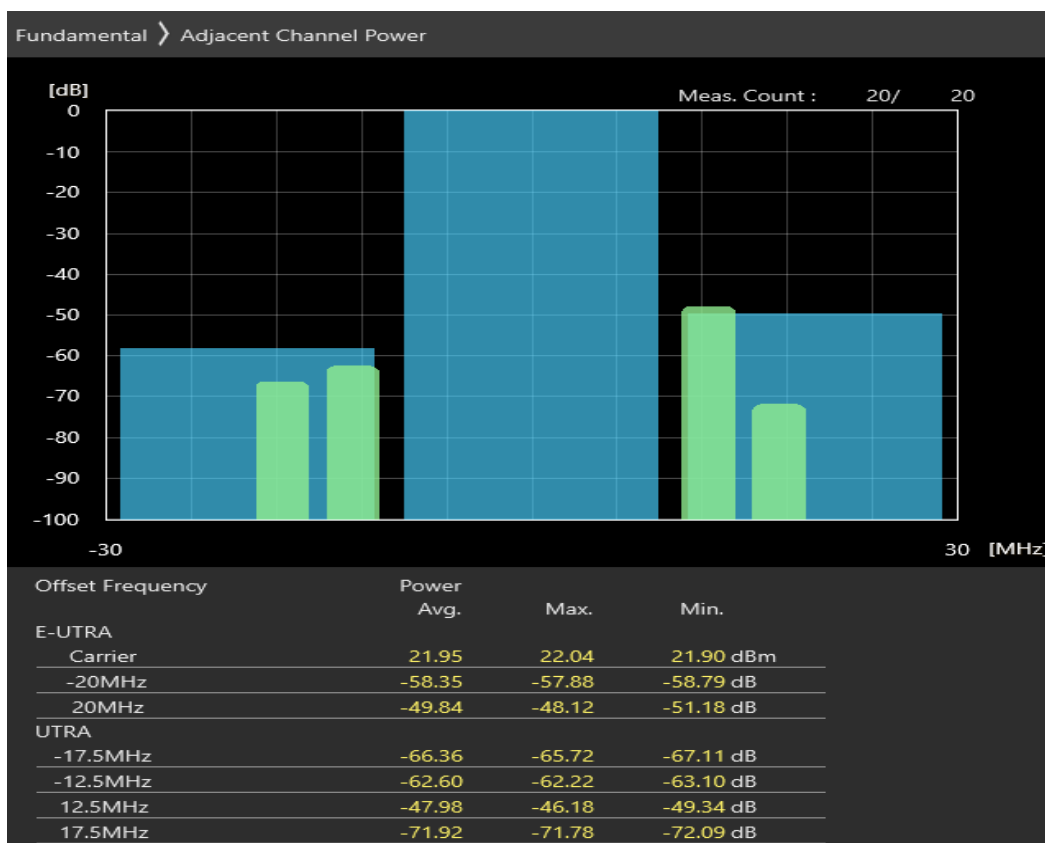 Fundamental 〉 Adjacent Channel Power
[dB]
Meas. Count : 20/ 20
0
-10
-20
-30
-40
-50
-60
-70
-80
-90
-100
-30 30 [MHz]
Offset Frequency Power
Avg. Max. Min.
E-UTRA
Carrier 21.95 22.04 21.90 dBm
-20MHz -58.35 -57.88 -58.79 dB
20MHz -49.84 -48.12 -51.18 dB
UTRA
-17.5MHz -66.36 -65.72 -67.11 dB
-12.5MHz -62.60 -62.22 -63.10 dB
12.5MHz -47.98 -46.18 -49.34 dB
17.5MHz -71.92 -71.78 -72.09 dB